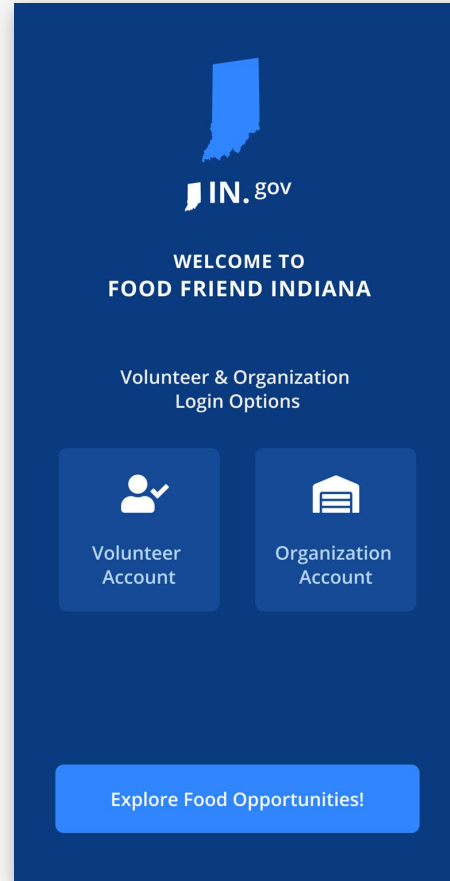 IN.gov
WELCOME TO
FOOD FRIEND INDIANA
Volunteer & Organization
Login Options
Volunteer
Account
Organization
Account
Explore Food Opportunities!